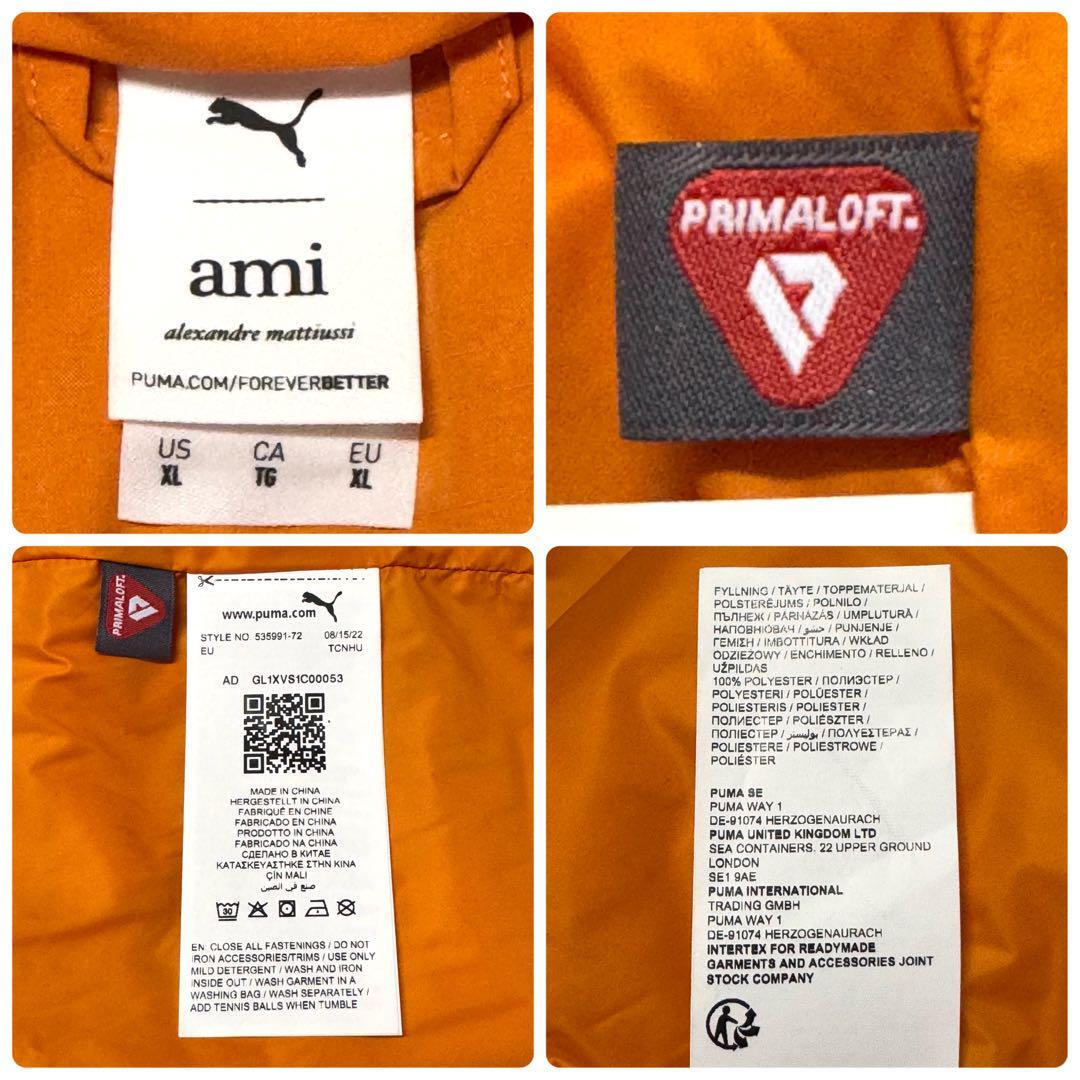 ami
alexandre mattiussi
PUMA.COM/FOREVERBETTER
US CA EU
XL TG XL
PRIMALOFT.
PRIMALOFT.
www.puma.com
STYLE NO 535991-72 08/15/22
EU TCNHU
AD GL1XVS1C00053
MADE IN CHINA
HERGESTELLT IN CHINA
FABRIQUÉ EN CHINE
FABRICADO EN CHINA
PRODOTTO IN CHINA
FABRICADO NA CHINA
СДЕЛАНО В КИТАЕ
ΚΑΤΑΣΚΕΥΑΣΤΗΚΕ ΣΤΗΝ ΚΙΝΑ
ÇİN MALI
صنع في الصين
30
EN: CLOSE ALL FASTENINGS / DO NOT
IRON ACCESSORIES/TRIMS / USE ONLY
MILD DETERGENT / WASH AND IRON
INSIDE OUT / WASH GARMENT IN A
WASHING BAG / WASH SEPARATELY /
ADD TENNIS BALLS WHEN TUMBLE
FYLLNING / TÄYTE / TOPPEMATERJAL /
POLSTERĒJUMS / POLNILO /
ПЪЛНЕЖ / PÁRNÁZÁS / UMPLUTURĂ /
НАПОВНЮВАЧ / حشو / PUNJENJE /
ГЕМІЅН / IMBOTTITURA / WKŁAD
ODZIEŻOWY / ENCHIMENTO / RELLENO /
UŽPILDAS
100% POLYESTER / ПОЛИЭСТЕР /
POLYESTERI / POLÜESTER /
POLIESTERIS / POLIESTER /
ПОЛИЕСТЕР / POLIÉSZTER /
ПОЛІЕСТЕР / بوليستر / ΠΟΛΥΕΣΤΕΡΑΣ /
POLIESTERE / POLIESTROWE /
POLIÉSTER
PUMA SE
PUMA WAY 1
DE-91074 HERZOGENAURACH
PUMA UNITED KINGDOM LTD
SEA CONTAINERS. 22 UPPER GROUND
LONDON
SE1 9AE
PUMA INTERNATIONAL
TRADING GMBH
PUMA WAY 1
DE-91074 HERZOGENAURACH
INTERTEX FOR READYMADE
GARMENTS AND ACCESSORIES JOINT
STOCK COMPANY